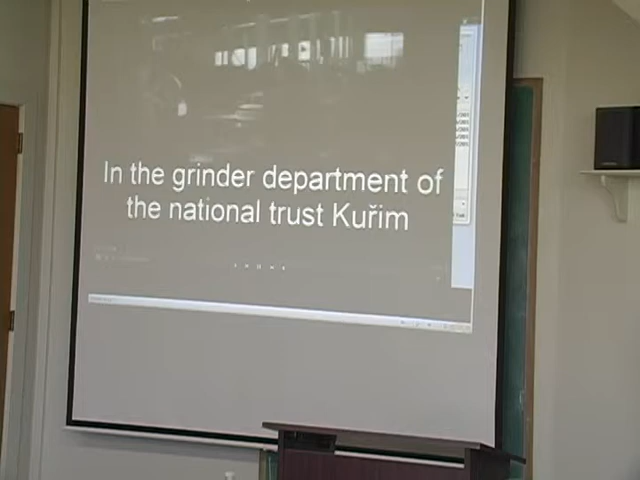 In the grinder department of
the national trust Kuřim